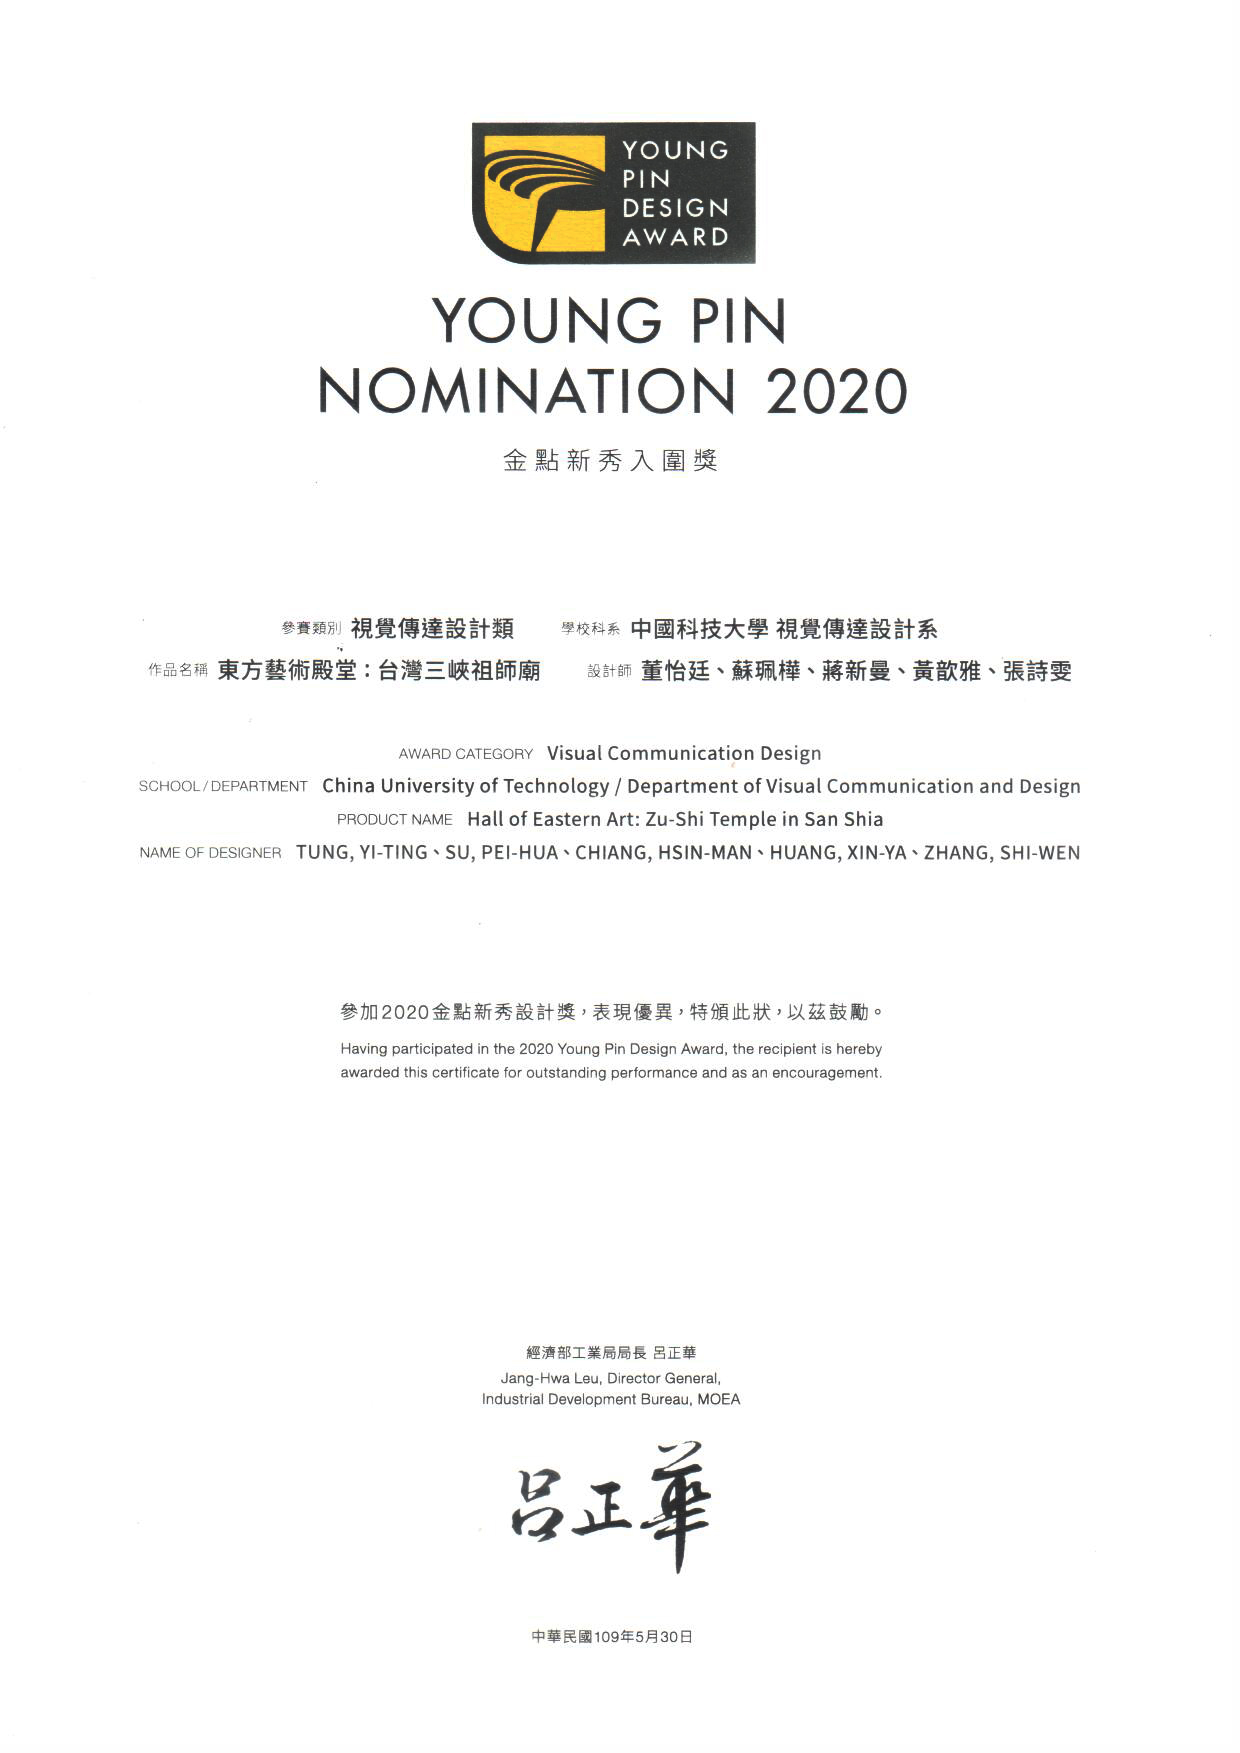 YOUNG
PIN
DESIGN
AWARD
YOUNG PIN
NOMINATION 2020
金點新秀入圍獎
參賽類別 視覺傳達設計類 學校科系 中國科技大學 視覺傳達設計系
作品名稱 東方藝術殿堂：台灣三峽祖師廟 設計師 董怡廷、蘇珮樺、蔣新曼、黃歆雅、張詩雯
AWARD CATEGORY Visual Communication Design
SCHOOL / DEPARTMENT China University of Technology / Department of Visual Communication and Design
PRODUCT NAME Hall of Eastern Art: Zu-Shi Temple in San Shia
NAME OF DESIGNER TUNG, YI-TING、SU, PEI-HUA、CHIANG, HSIN-MAN、HUANG, XIN-YA、ZHANG, SHI-WEN
參加2020金點新秀設計獎，表現優異，特頒此狀，以茲鼓勵。
Having participated in the 2020 Young Pin Design Award, the recipient is hereby
awarded this certificate for outstanding performance and as an encouragement.
經濟部工業局局長 呂正華
Jang-Hwa Leu, Director General,
Industrial Development Bureau, MOEA
呂正華
中華民國109年5月30日